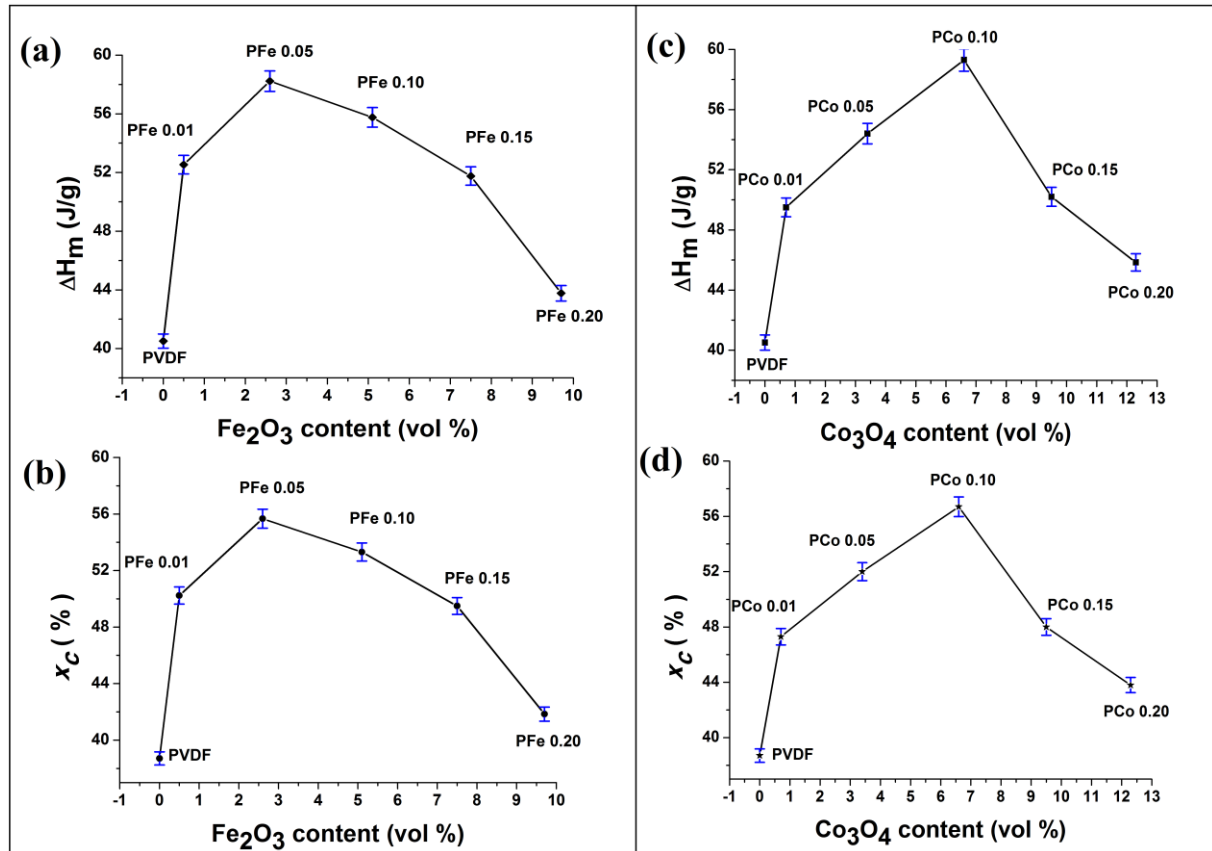 (a)
60
56
52
48
44
40
ΔHm (J/g)
PVDF
PFe 0.01
PFe 0.05
PFe 0.10
PFe 0.15
PFe 0.20
-1 0 1 2 3 4 5 6 7 8 9 10
Fe2O3 content (vol %)
(b)
60
56
52
48
44
40
xc ( % )
PVDF
PFe 0.01
PFe 0.05
PFe 0.10
PFe 0.15
PFe 0.20
-1 0 1 2 3 4 5 6 7 8 9 10
Fe2O3 content (vol %)
(c)
60
56
52
48
44
40
ΔHm (J/g)
PVDF
PCo 0.01
PCo 0.05
PCo 0.10
PCo 0.15
PCo 0.20
-1 0 1 2 3 4 5 6 7 8 9 10 11 12 13
Co3O4 content (vol %)
(d)
60
56
52
48
44
40
xc ( % )
PVDF
PCo 0.01
PCo 0.05
PCo 0.10
PCo 0.15
PCo 0.20
-1 0 1 2 3 4 5 6 7 8 9 10 11 12 13
Co3O4 content (vol %)